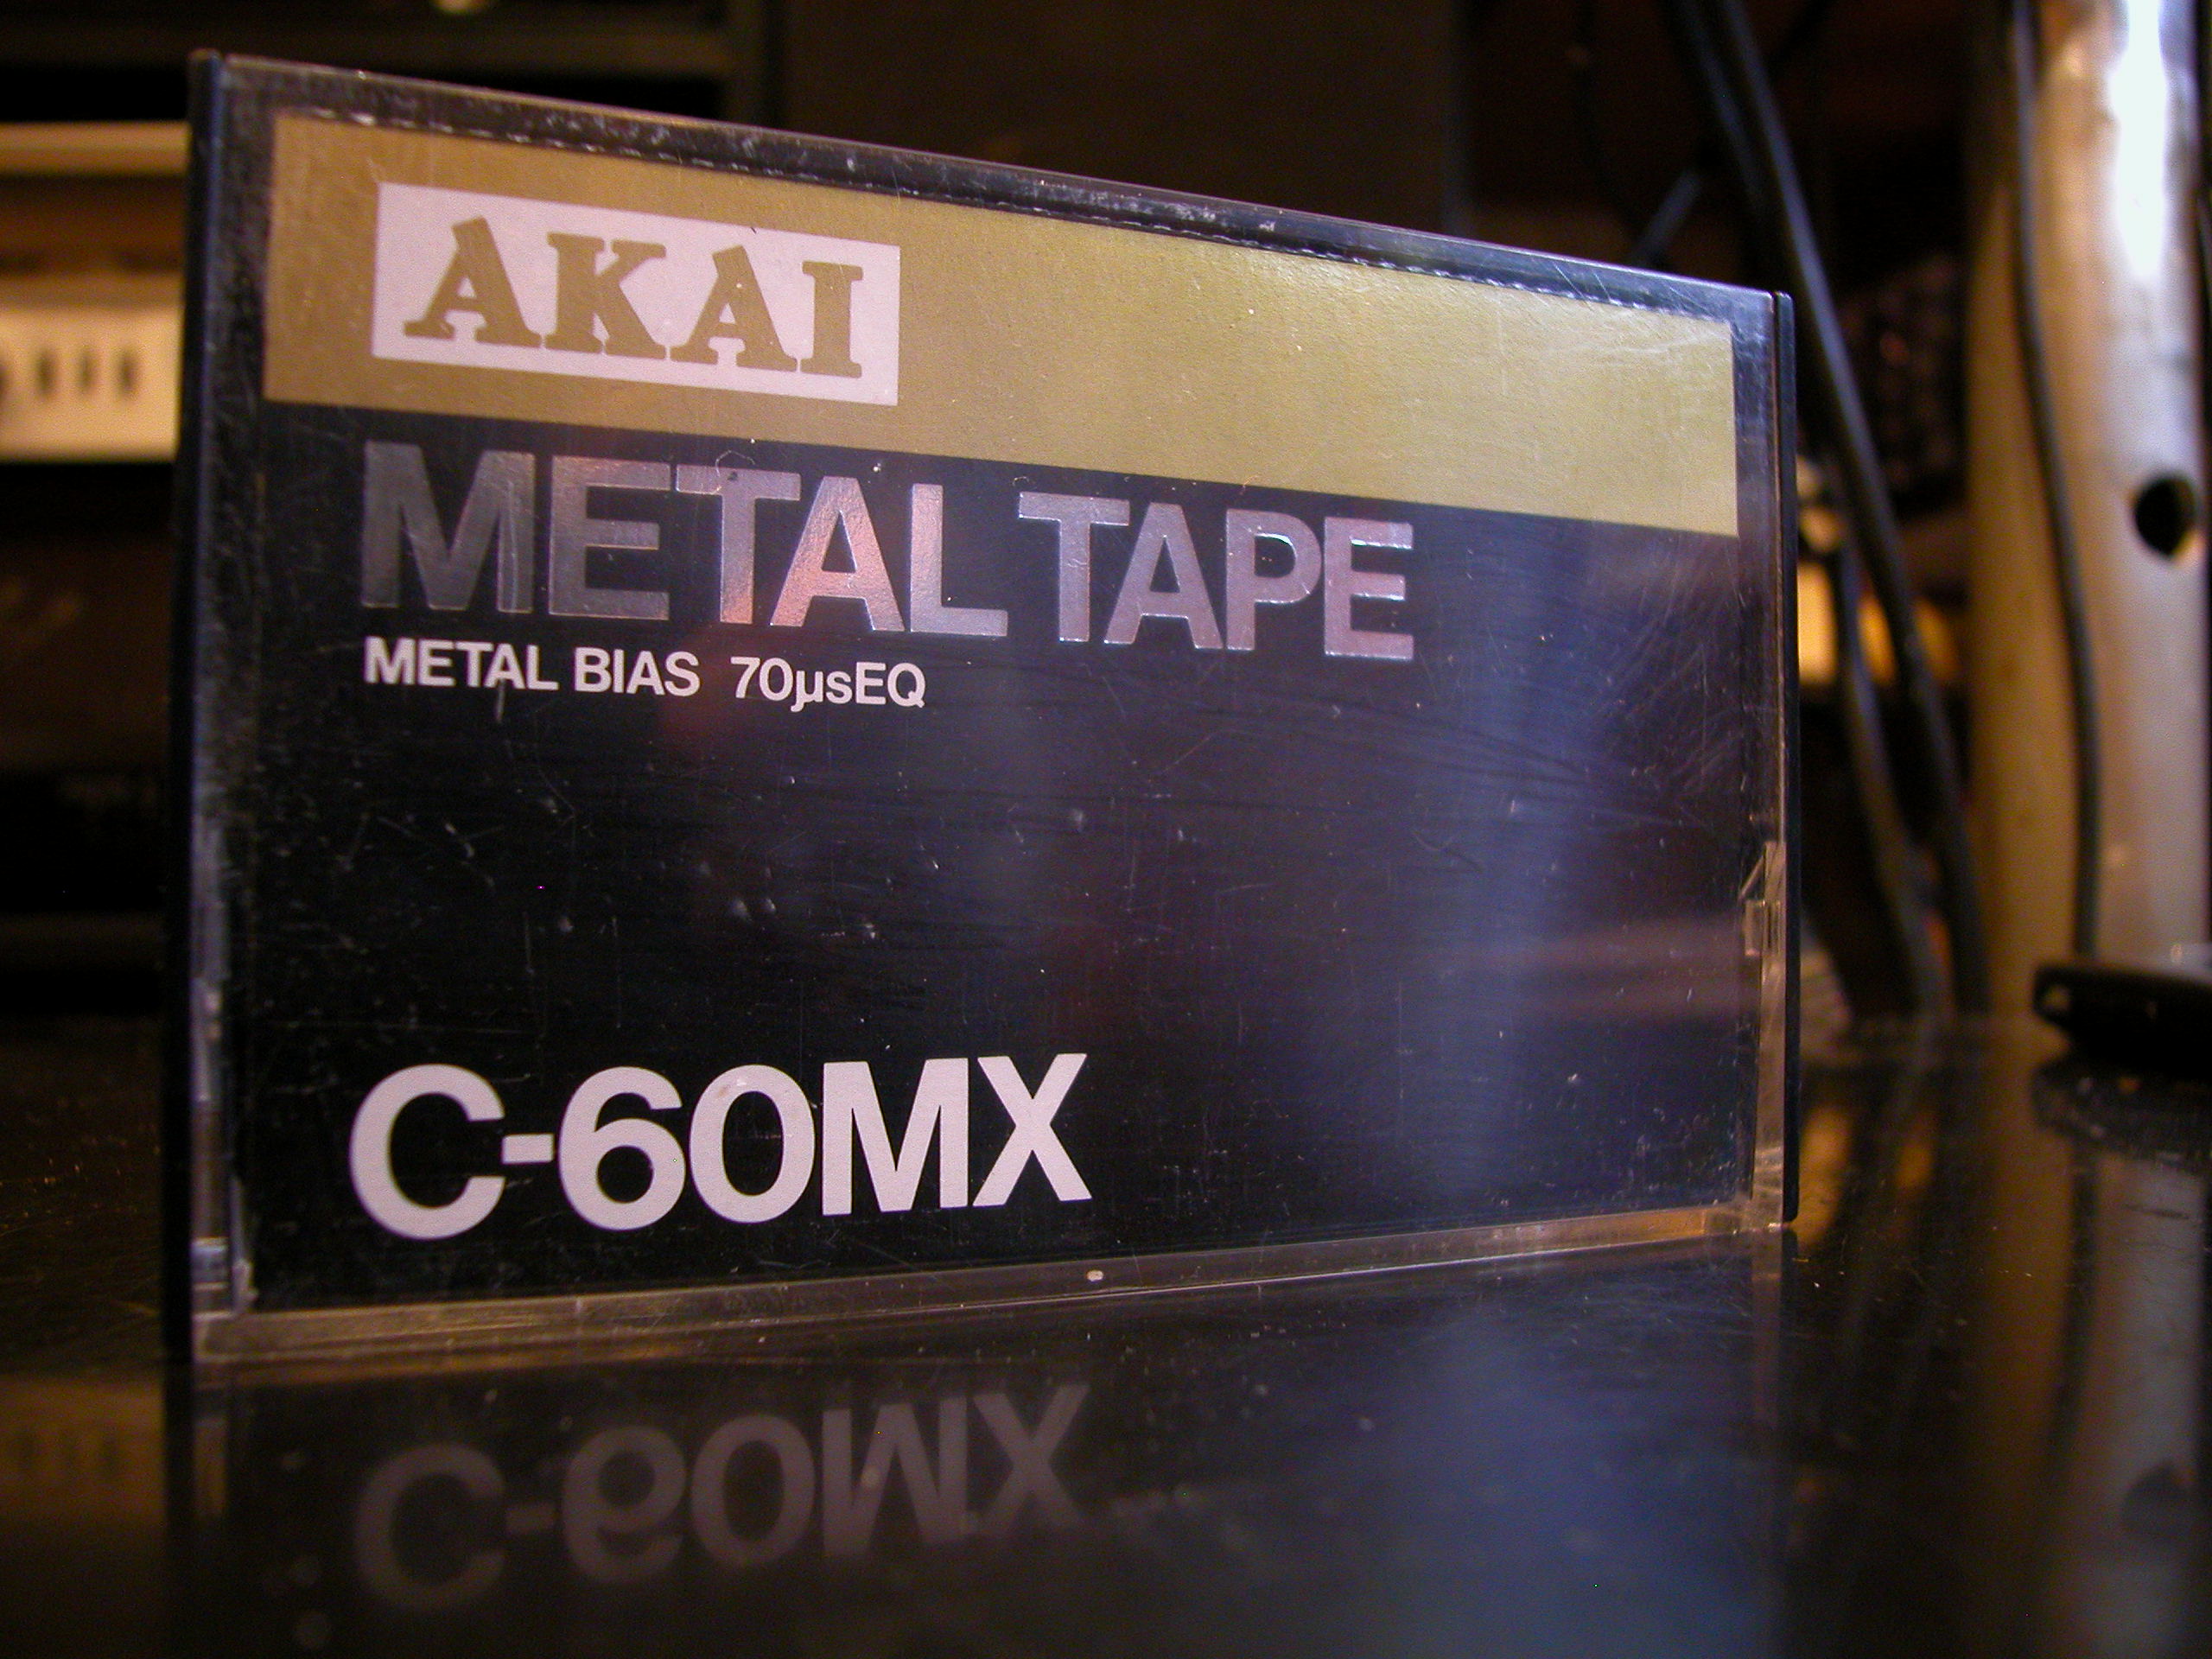 AKAI
METAL TAPE
METAL BIAS 70µsEQ
C-60MX